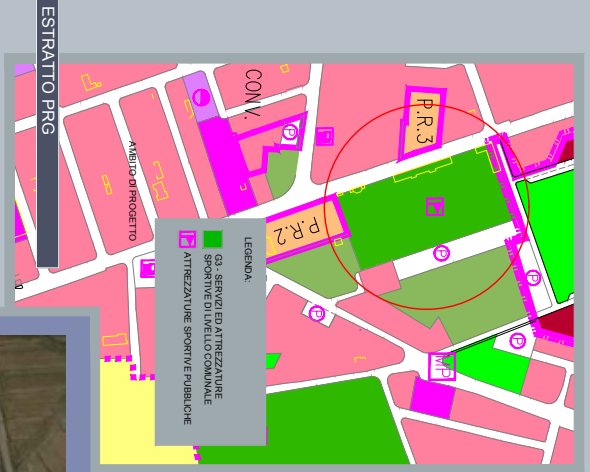 ESTRATTO PRG
CONV.
P
P.R.3
AMBITO DI PROGETTO
P.R.2
P
P
P
P
MP
LEGENDA:
G3 - SERVIZI ED ATTREZZATURE
SPORTIVE DI LIVELLO COMUNALE
ATTREZZATURE SPORTIVE PUBBLICHE